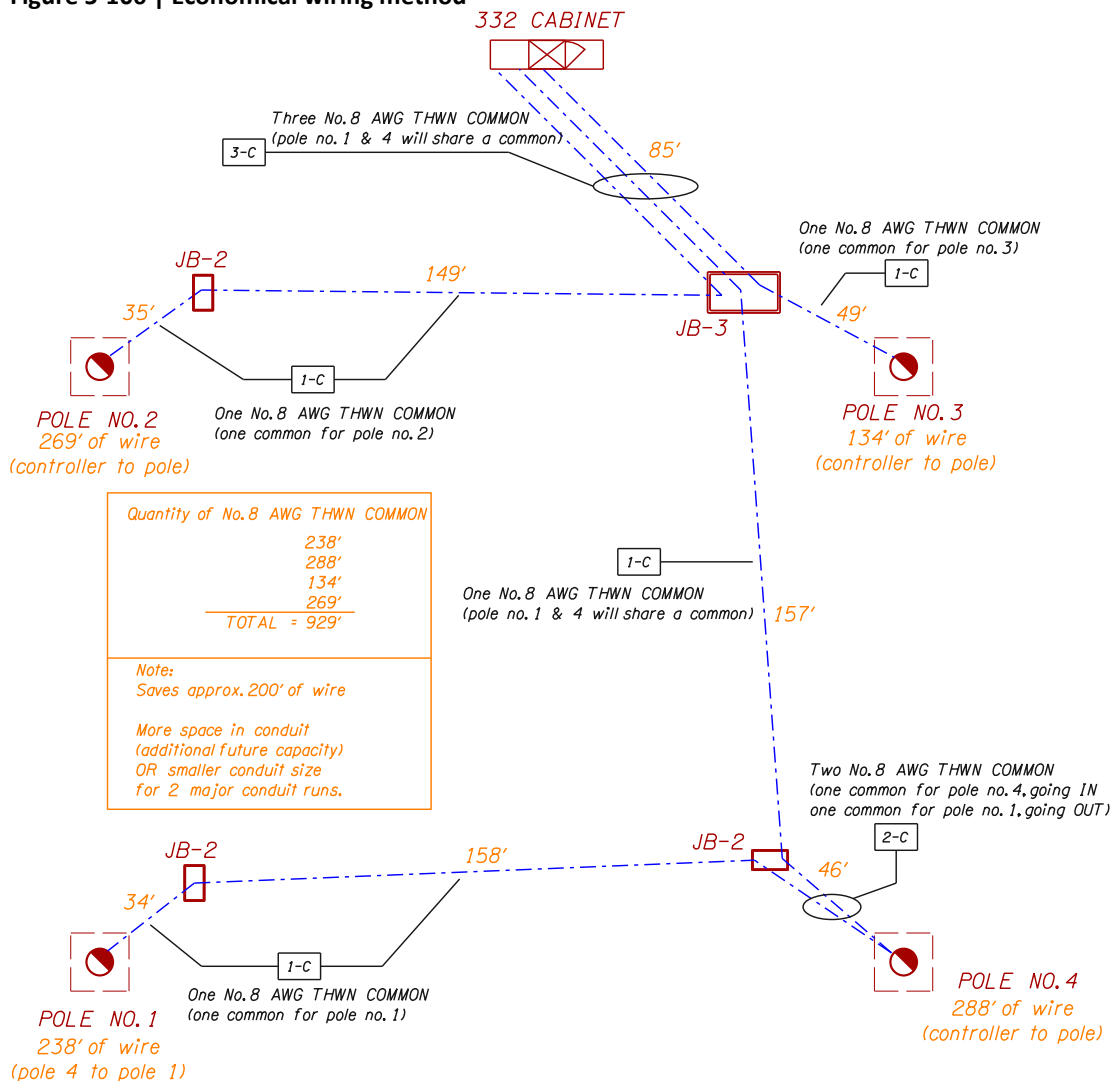 Figure 5-100 | Economical wiring method
332 CABINET
Three No.8 AWG THWN COMMON
(pole no.1 & 4 will share a common)
3-C
85'
One No.8 AWG THWN COMMON
(one common for pole no.3)
1-C
JB-2
149'
35'
JB-3
49'
1-C
POLE NO.2
269' of wire
(controller to pole)
One No.8 AWG THWN COMMON
(one common for pole no.2)
POLE NO.3
134' of wire
(controller to pole)
Quantity of No.8 AWG THWN COMMON
238'
288'
134'
269'
TOTAL = 929'
Note:
Saves approx.200' of wire
More space in conduit
(additional future capacity)
OR smaller conduit size
for 2 major conduit runs.
1-C
One No.8 AWG THWN COMMON
(pole no.1 & 4 will share a common)
157'
Two No.8 AWG THWN COMMON
(one common for pole no.4,going IN
one common for pole no.1,going OUT)
2-C
JB-2
158'
JB-2
46'
34'
1-C
One No.8 AWG THWN COMMON
(one common for pole no.1)
POLE NO.1
238' of wire
(pole 4 to pole 1)
POLE NO.4
288' of wire
(controller to pole)